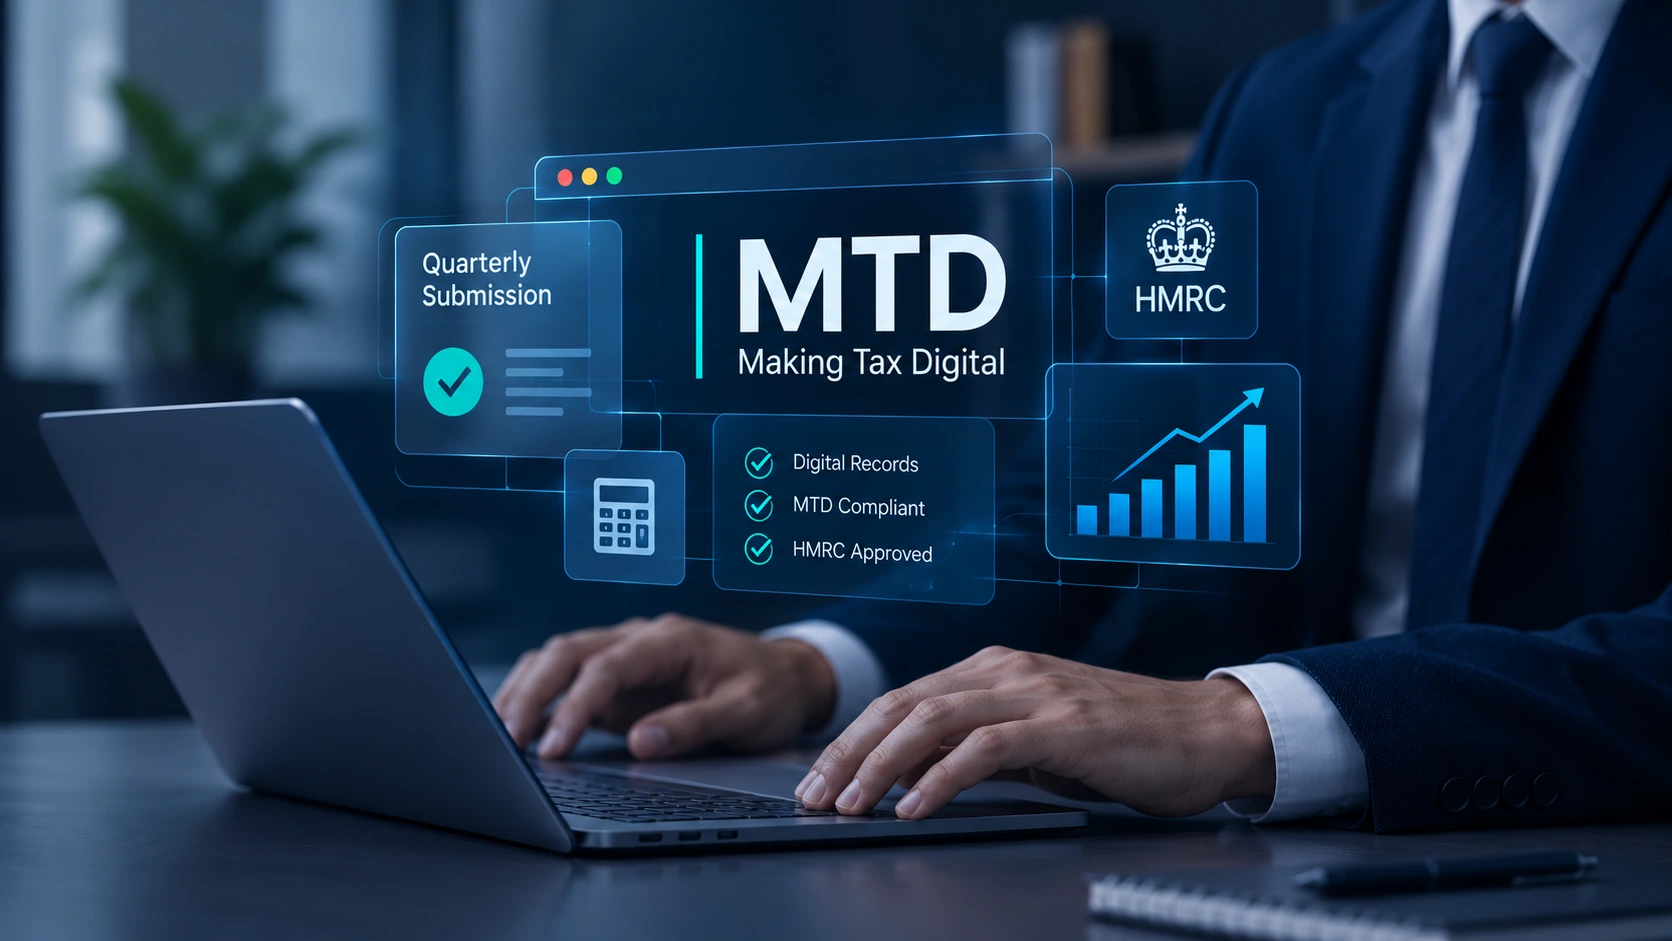 Quarterly
Submission
MTD
Making Tax Digital
HMRC
Digital Records
MTD Compliant
HMRC Approved